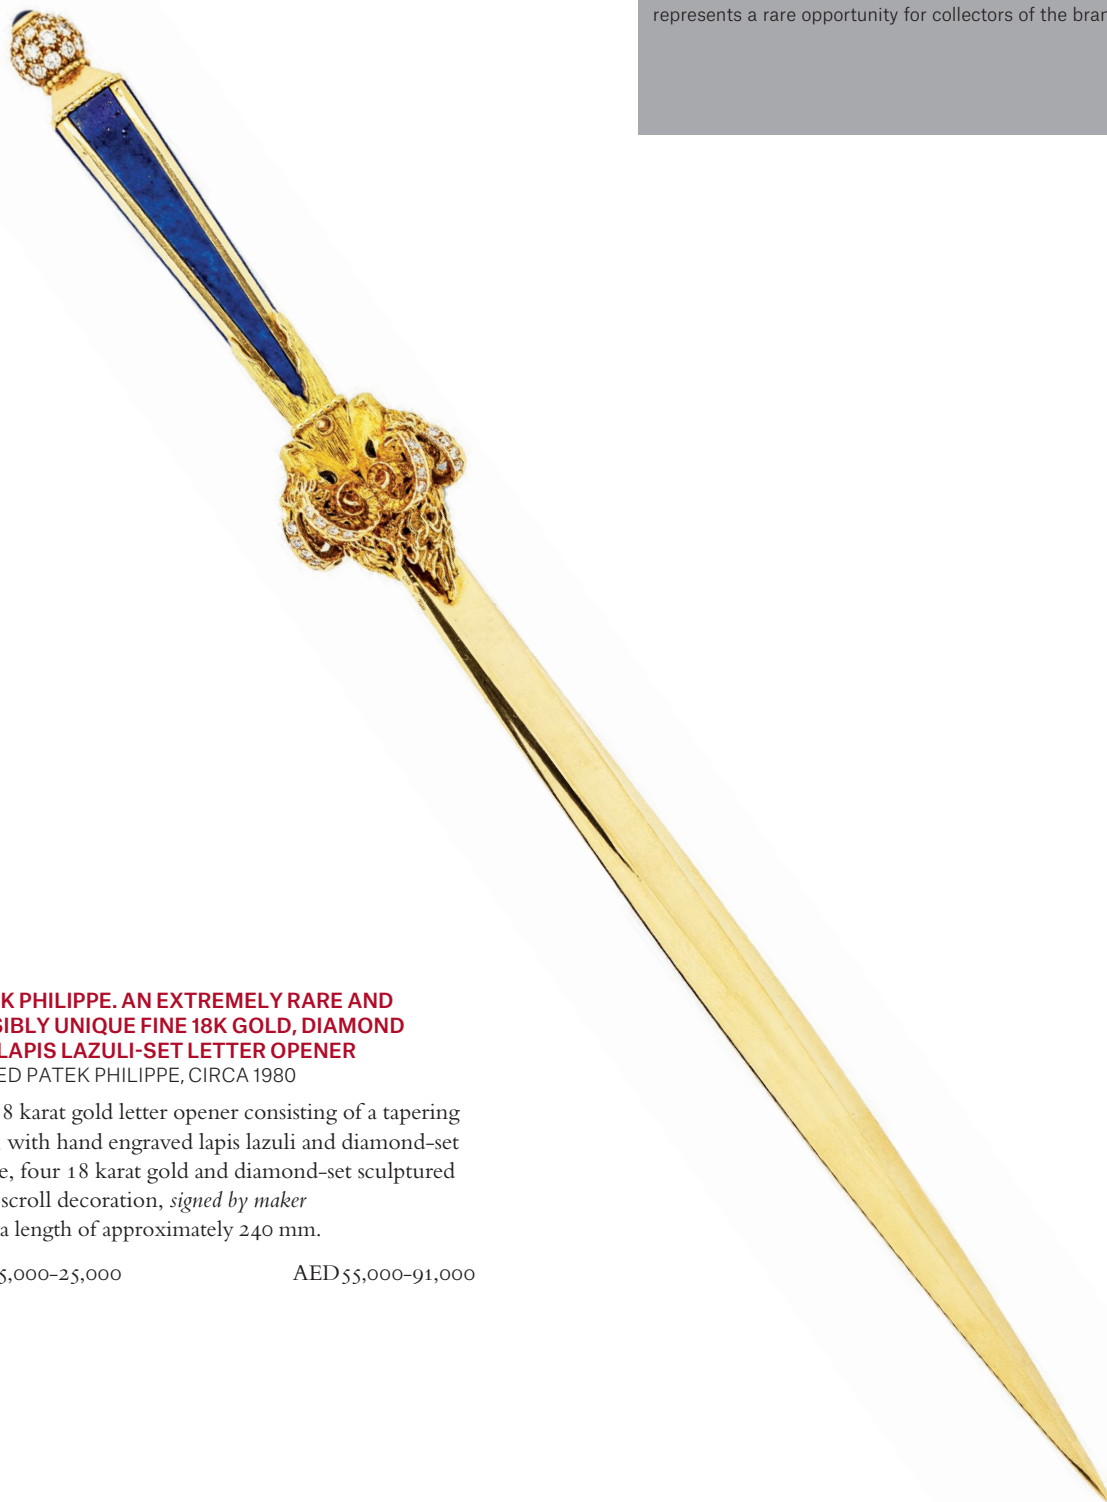 represents a rare opportunity for collectors of the bran
K PHILIPPE. AN EXTREMELY RARE AND
SIBLY UNIQUE FINE 18K GOLD, DIAMOND
LAPIS LAZULI-SET LETTER OPENER
ED PATEK PHILIPPE, CIRCA 1980
8 karat gold letter opener consisting of a tapering
with hand engraved lapis lazuli and diamond-set
e, four 18 karat gold and diamond-set sculptured
scroll decoration, signed by maker
a length of approximately 240 mm.
5,000-25,000 AED55,000-91,000